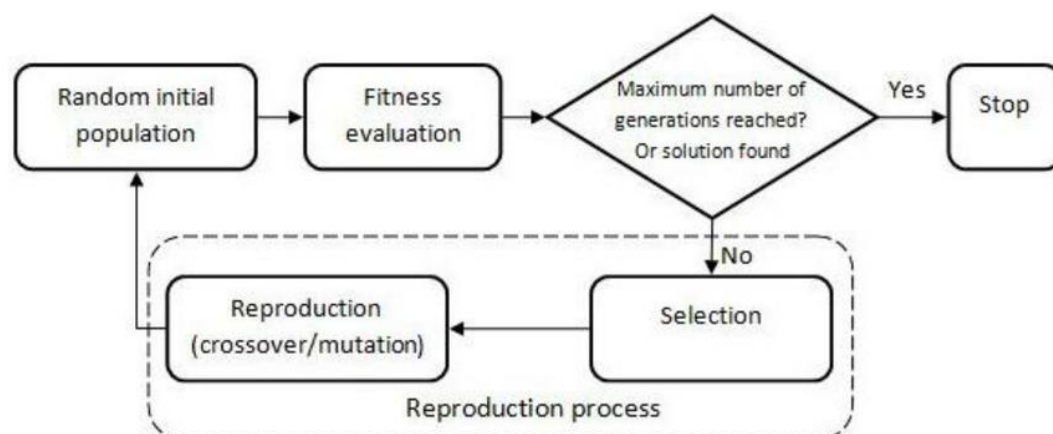 Random initial
population
Fitness
evaluation
Maximum number of
generations reached?
Or solution found
Yes
Stop
No
Selection
Reproduction
(crossover/mutation)
Reproduction process